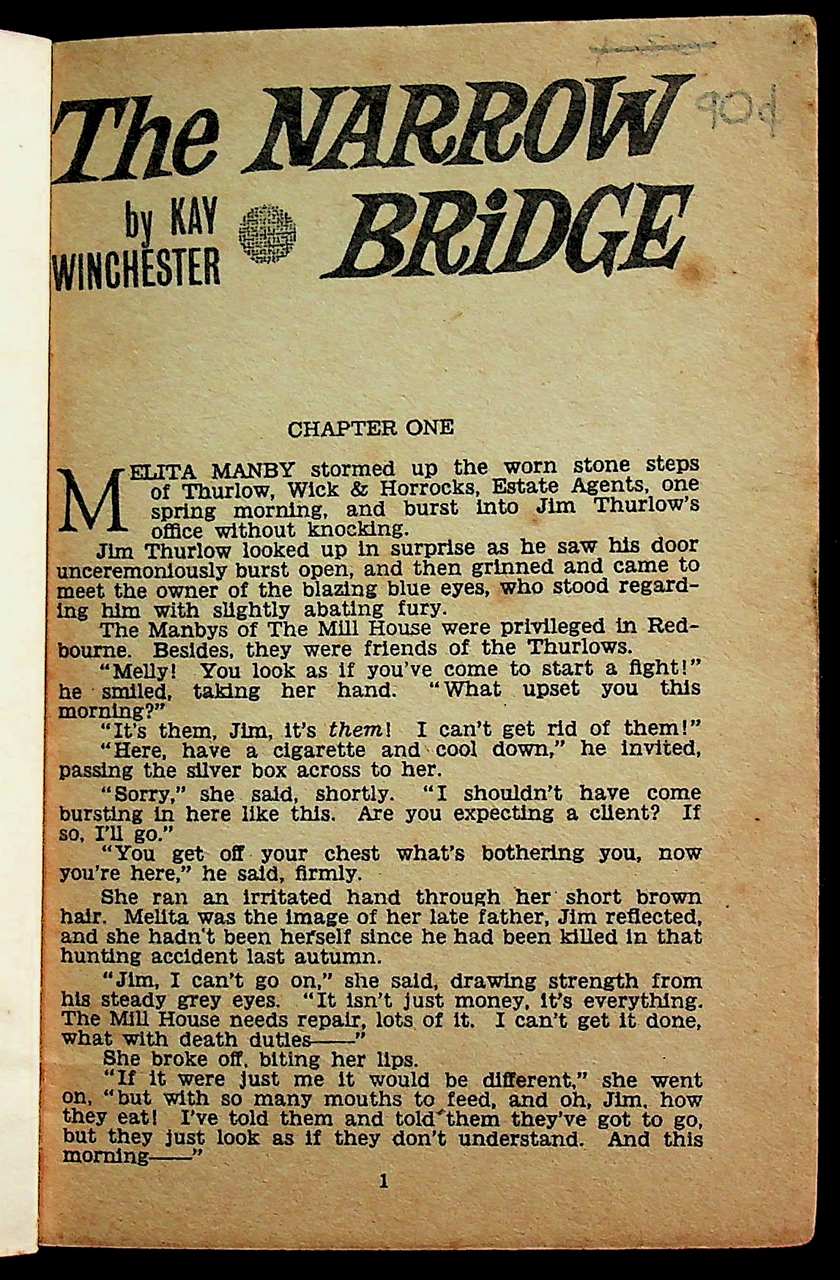 The NARROW
BRiDGE
by KAY
WINCHESTER
90d
CHAPTER ONE
MELITA MANBY stormed up the worn stone steps
of Thurlow, Wick & Horrocks, Estate Agents, one
spring morning, and burst into Jim Thurlow's
office without knocking.
Jim Thurlow looked up in surprise as he saw his door
unceremoniously burst open, and then grinned and came to
meet the owner of the blazing blue eyes, who stood regard-
ing him with slightly abating fury.
The Manbys of The Mill House were privileged in Red-
bourne. Besides, they were friends of the Thurlows.
"Melly! You look as if you've come to start a fight!"
he smiled, taking her hand. "What upset you this
morning?"
"It's them, Jim, it's them! I can't get rid of them!"
"Here, have a cigarette and cool down," he invited,
passing the silver box across to her.
"Sorry," she said, shortly. "I shouldn't have come
bursting in here like this. Are you expecting a client? If
so, I'll go."
"You get off your chest what's bothering you, now
you're here," he said, firmly.
She ran an irritated hand through her short brown
hair. Melita was the image of her late father, Jim reflected,
and she hadn't been herself since he had been killed in that
hunting accident last autumn.
"Jim, I can't go on," she said, drawing strength from
his steady grey eyes. "It isn't just money, it's everything.
The Mill House needs repair, lots of it. I can't get it done,
what with death duties——"
She broke off, biting her lips.
"If it were just me it would be different," she went
on, "but with so many mouths to feed, and oh, Jim, how
they eat! I've told them and told them they've got to go,
but they just look as if they don't understand. And this
morning——"
1